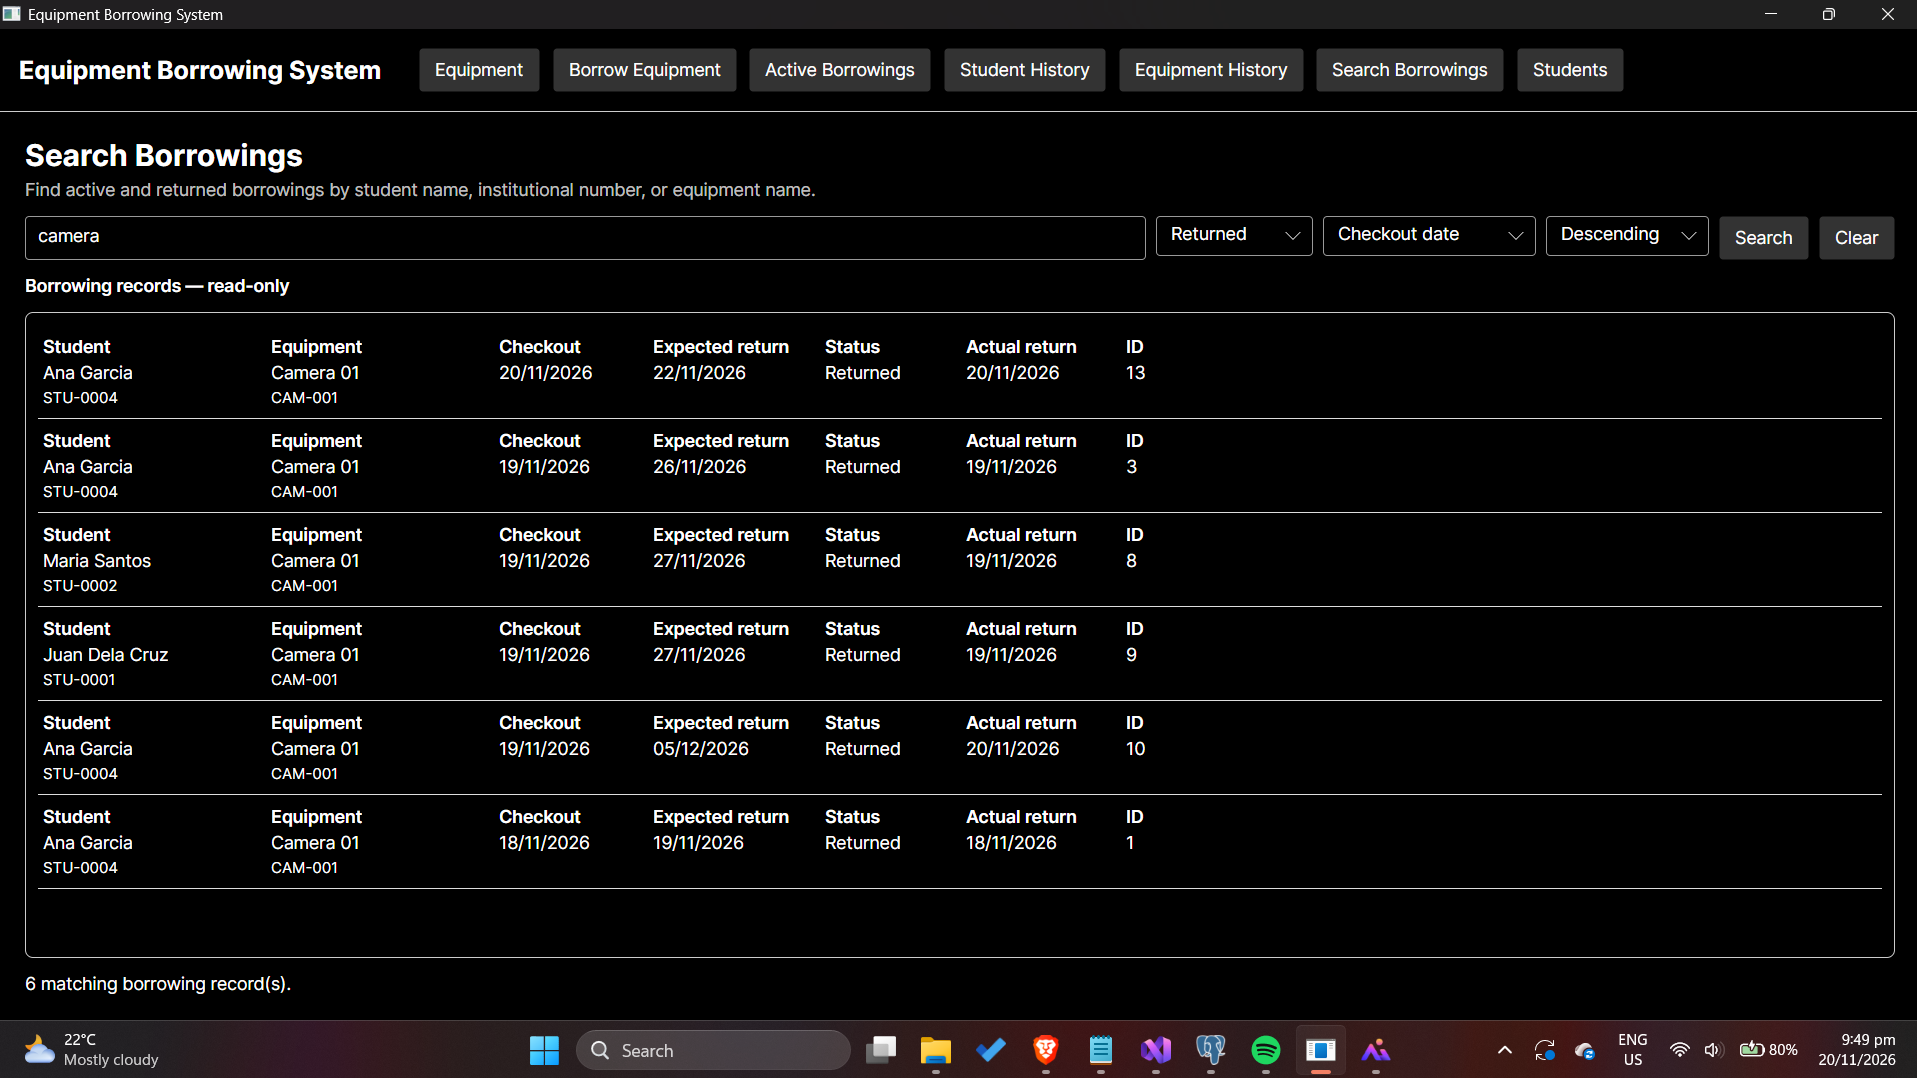 Equipment Borrowing System
Equipment Borrowing System Equipment Borrow Equipment Active Borrowings Student History Equipment History Search Borrowings Students
Search Borrowings
Find active and returned borrowings by student name, institutional number, or equipment name.
camera Returned Checkout date Descending Search Clear
Borrowing records — read-only
Student Equipment Checkout Expected return Status Actual return ID
Ana Garcia Camera 01 20/11/2026 22/11/2026 Returned 20/11/2026 13
STU-0004 CAM-001
Student Equipment Checkout Expected return Status Actual return ID
Ana Garcia Camera 01 19/11/2026 26/11/2026 Returned 19/11/2026 3
STU-0004 CAM-001
Student Equipment Checkout Expected return Status Actual return ID
Maria Santos Camera 01 19/11/2026 27/11/2026 Returned 19/11/2026 8
STU-0002 CAM-001
Student Equipment Checkout Expected return Status Actual return ID
Juan Dela Cruz Camera 01 19/11/2026 27/11/2026 Returned 19/11/2026 9
STU-0001 CAM-001
Student Equipment Checkout Expected return Status Actual return ID
Ana Garcia Camera 01 19/11/2026 05/12/2026 Returned 20/11/2026 10
STU-0004 CAM-001
Student Equipment Checkout Expected return Status Actual return ID
Ana Garcia Camera 01 18/11/2026 19/11/2026 Returned 18/11/2026 1
STU-0004 CAM-001
6 matching borrowing record(s).
22°C
Mostly cloudy
Search
ENG
US
80%
9:49 pm
20/11/2026